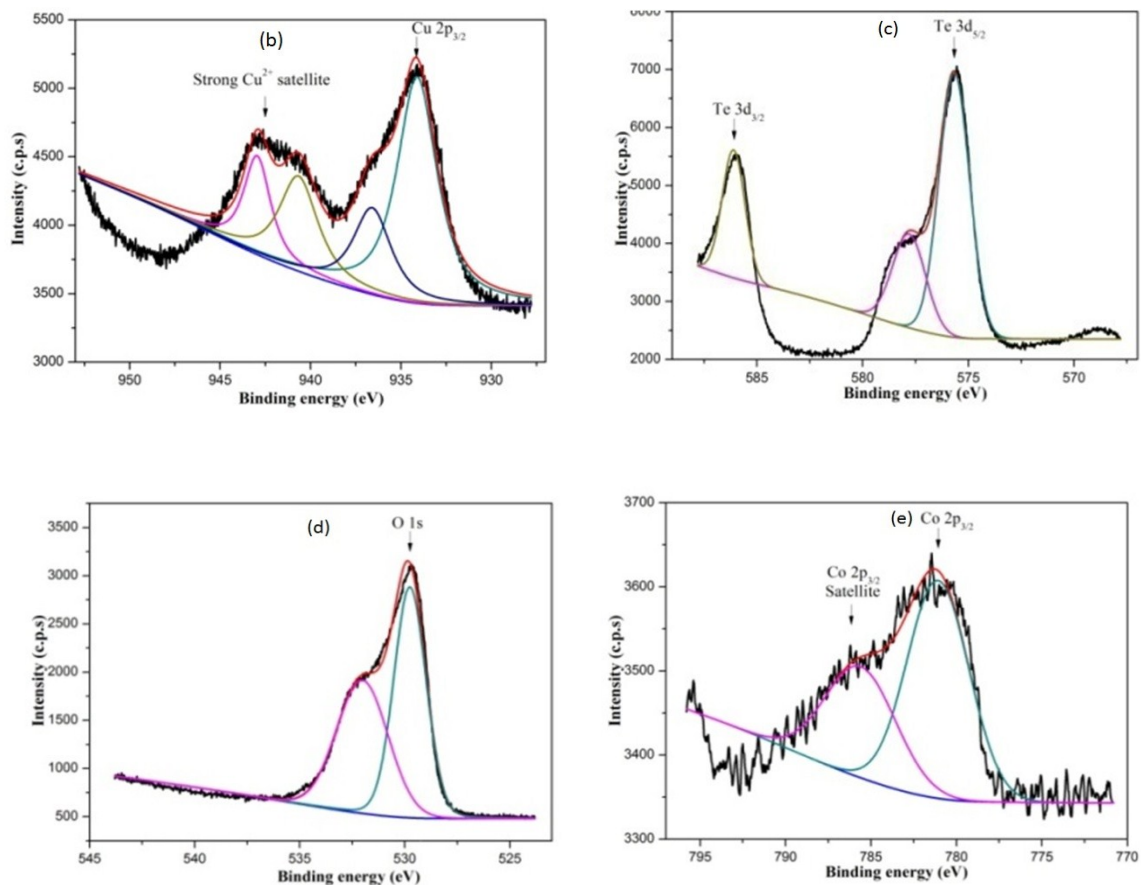 (b)
Cu 2p3/2
Strong Cu2+ satellite
5500
5000
4500
4000
3500
3000
Intensity (c.p.s)
950 945 940 935 930
Binding energy (eV)
(c)
Te 3d5/2
Te 3d3/2
8000
7000
6000
5000
4000
3000
2000
Intensity (c.p.s)
585 580 575 570
Binding energy (eV)
(d)
O 1s
3500
3000
2500
2000
1500
1000
500
Intensity (c.p.s)
545 540 535 530 525
Binding energy (eV)
(e)
Co 2p3/2
Co 2p3/2
Satellite
3700
3600
3500
3400
3300
Intensity (c.p.s)
795 790 785 780 775 770
Binding energy (eV)